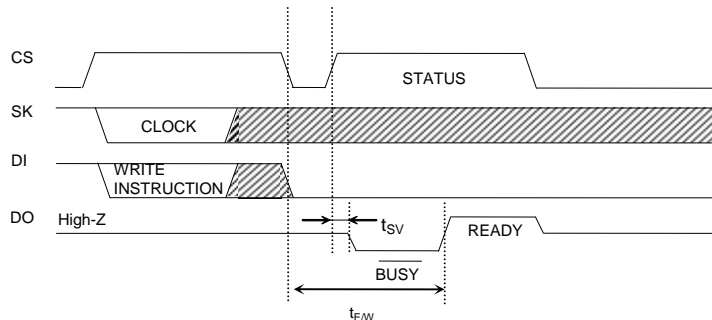 CS
STATUS
SK
CLOCK
DI
WRITE
INSTRUCTION
DO
High-Z
tSV
READY
BUSY
tE/W